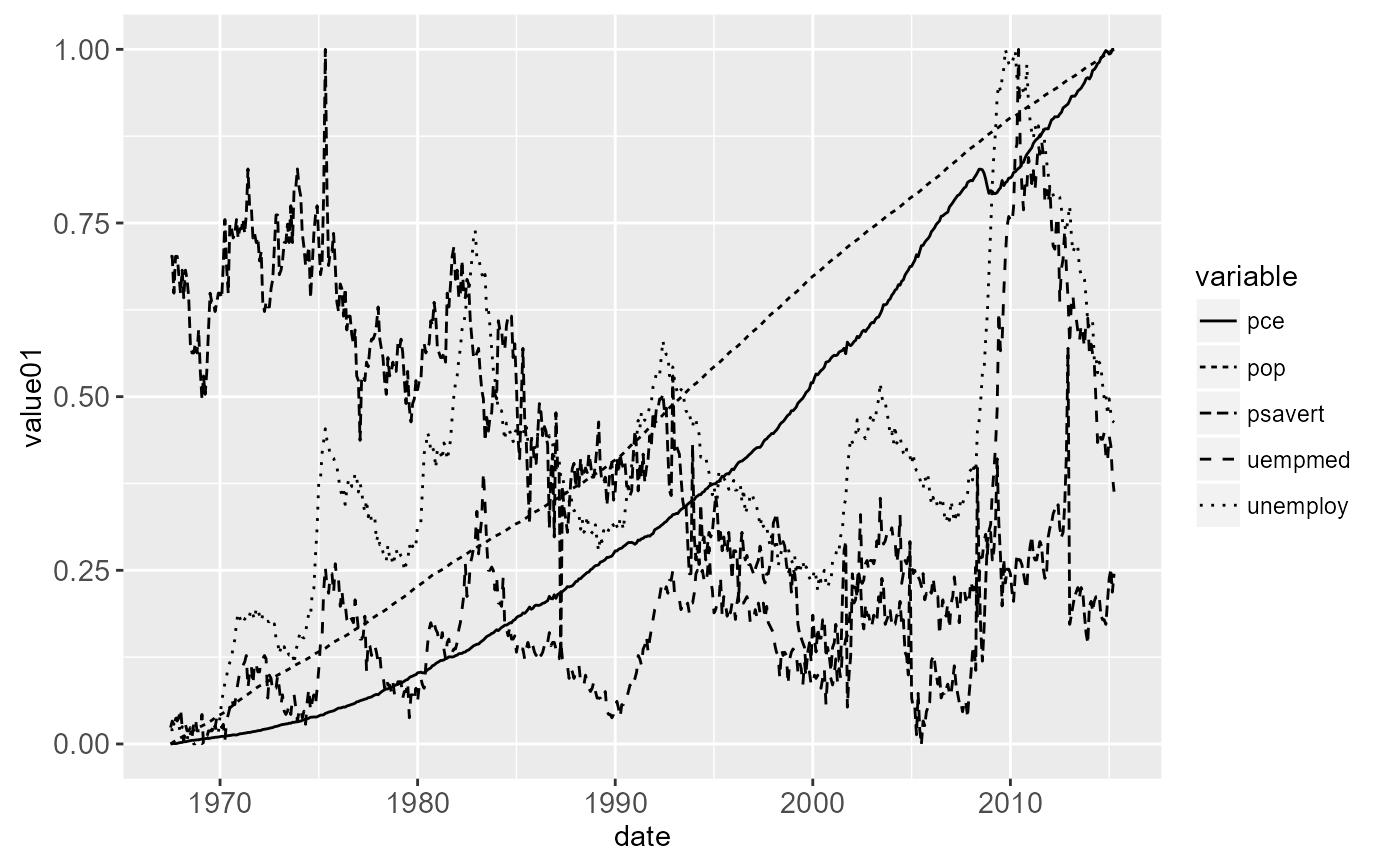 1.00
0.75
0.50
0.25
0.00
value01
1970 1980 1990 2000 2010
date
variable
pce
pop
psavert
uempmed
unemploy